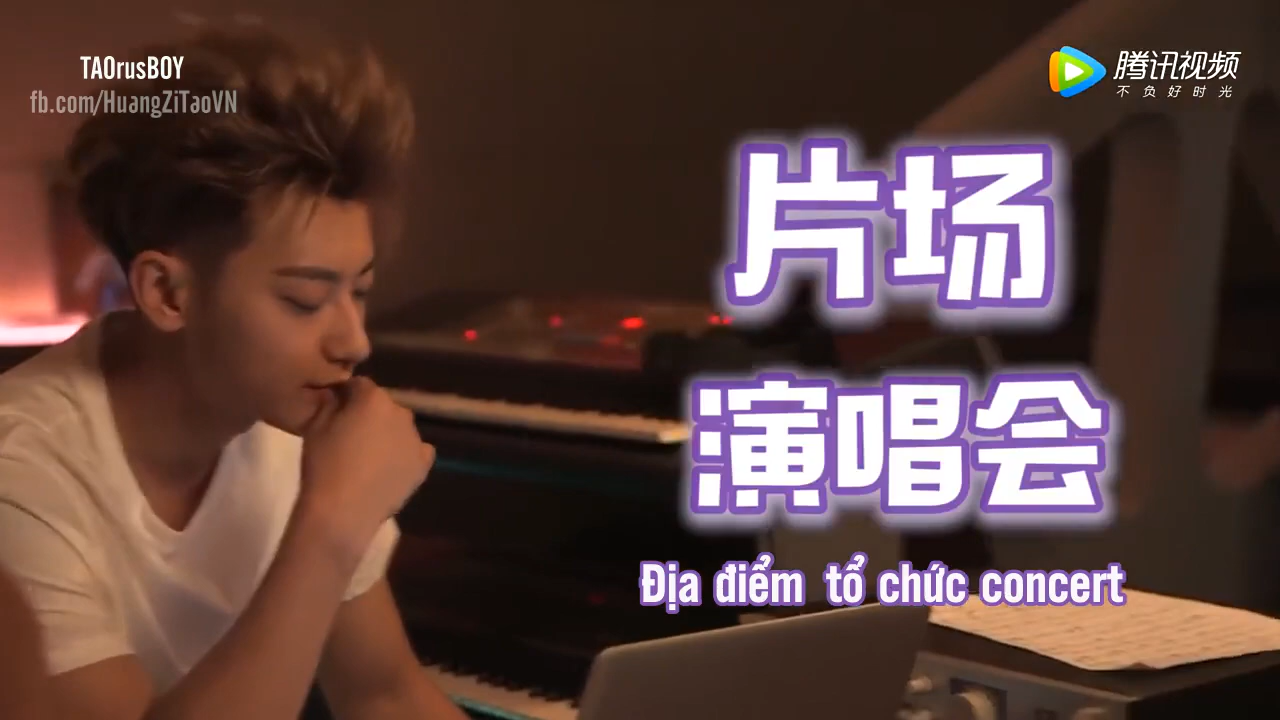 TAOrusBOY
fb.com/HuangZiTaoVN
腾讯视频
不负好时光
片场
演唱会
Địa điểm tổ chức concert